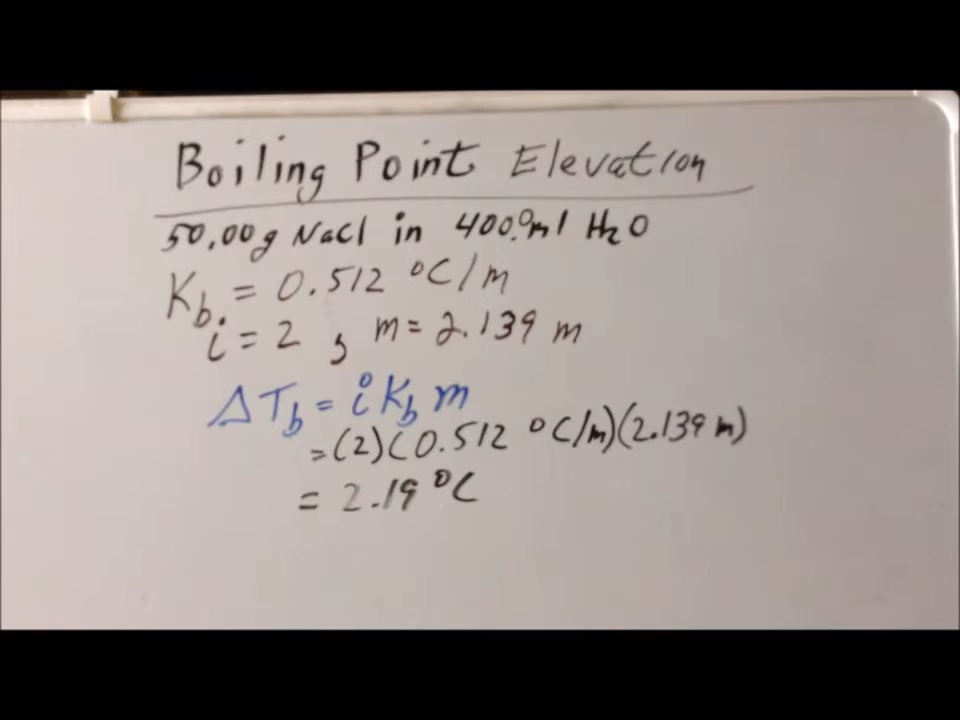 Boiling Point Elevation
50.00g NaCl in 400.0ml H2O
Kb = 0.512 °C/m
i = 2 , m = 2.139 m
ΔTb = i Kb m
= (2)(0.512 °C/m)(2.139 m)
= 2.19 °C